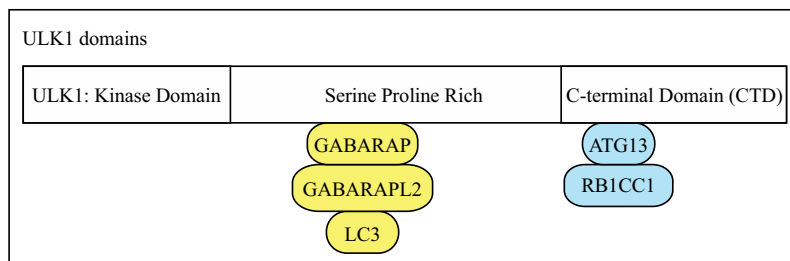 ULK1 domains
ULK1: Kinase Domain
Serine Proline Rich
C-terminal Domain (CTD)
GABARAP
ATG13
GABARAPL2
RB1CC1
LC3